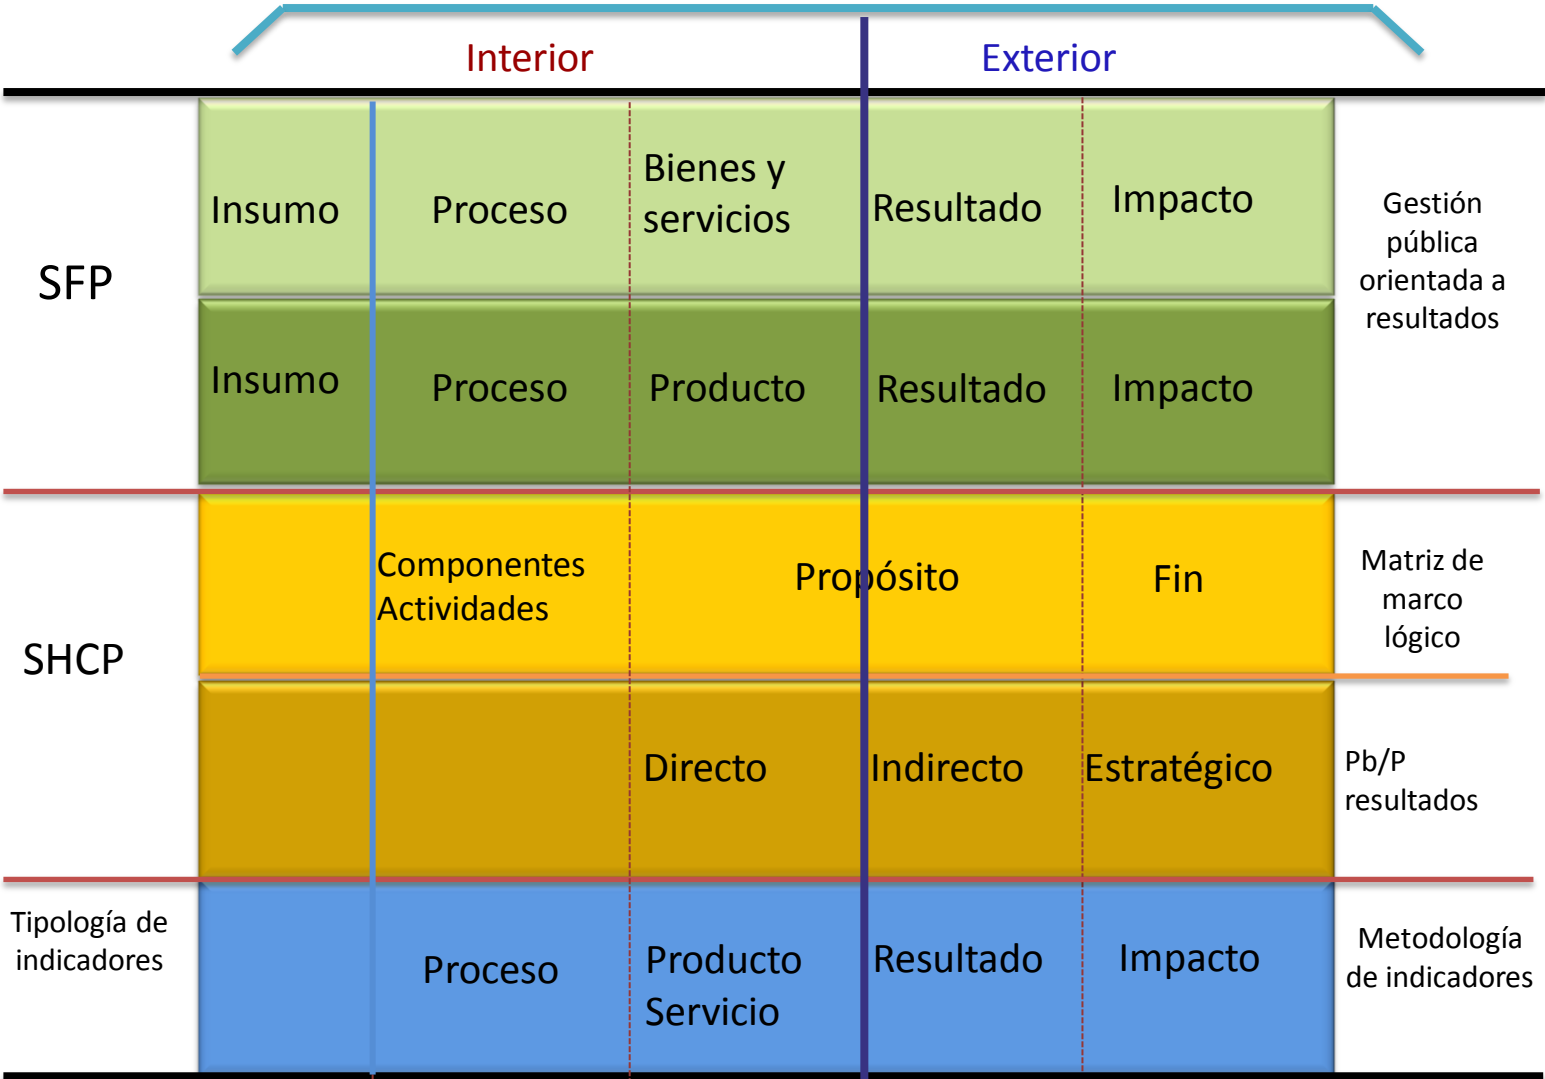 Interior
Exterior
SFP
Insumo
Proceso
Bienes y
servicios
Resultado
Impacto
Gestión
pública
orientada a
resultados
Insumo
Proceso
Producto
Resultado
Impacto
SHCP
Componentes
Actividades
Propósito
Fin
Matriz de
marco
lógico
Directo
Indirecto
Estratégico
Pb/P
resultados
Tipología de
indicadores
Proceso
Producto
Servicio
Resultado
Impacto
Metodología
de indicadores